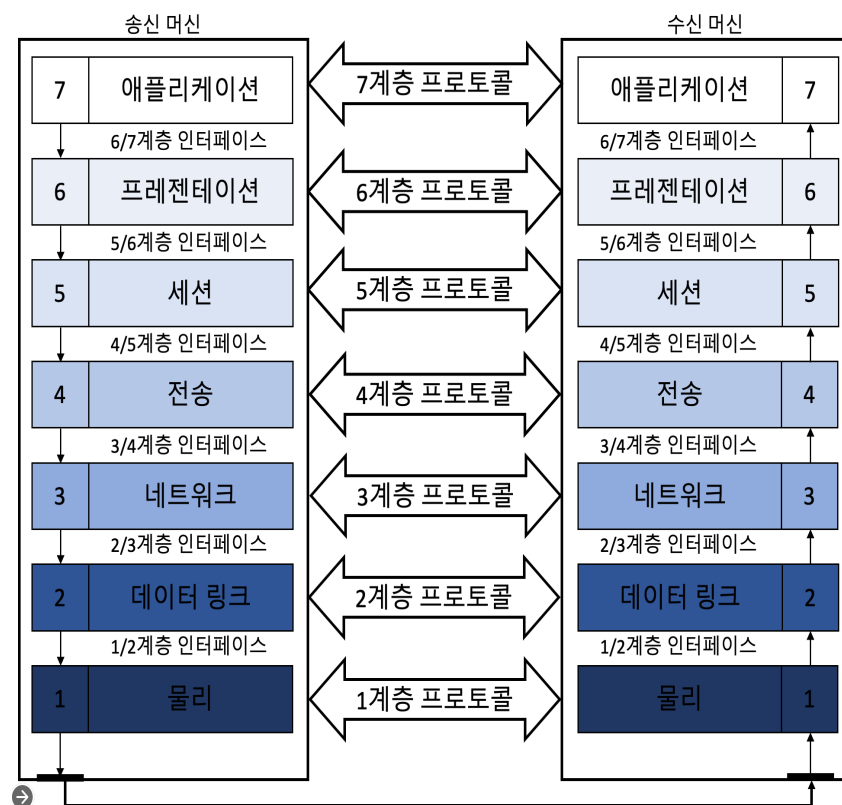 송신 머신
수신 머신
7 애플리케이션
7계층 프로토콜
애플리케이션 7
6/7계층 인터페이스
6/7계층 인터페이스
6 프레젠테이션
6계층 프로토콜
프레젠테이션 6
5/6계층 인터페이스
5/6계층 인터페이스
5 세션
5계층 프로토콜
세션 5
4/5계층 인터페이스
4/5계층 인터페이스
4 전송
4계층 프로토콜
전송 4
3/4계층 인터페이스
3/4계층 인터페이스
3 네트워크
3계층 프로토콜
네트워크 3
2/3계층 인터페이스
2/3계층 인터페이스
2 데이터 링크
2계층 프로토콜
데이터 링크 2
1/2계층 인터페이스
1/2계층 인터페이스
1 물리
1계층 프로토콜
물리 1